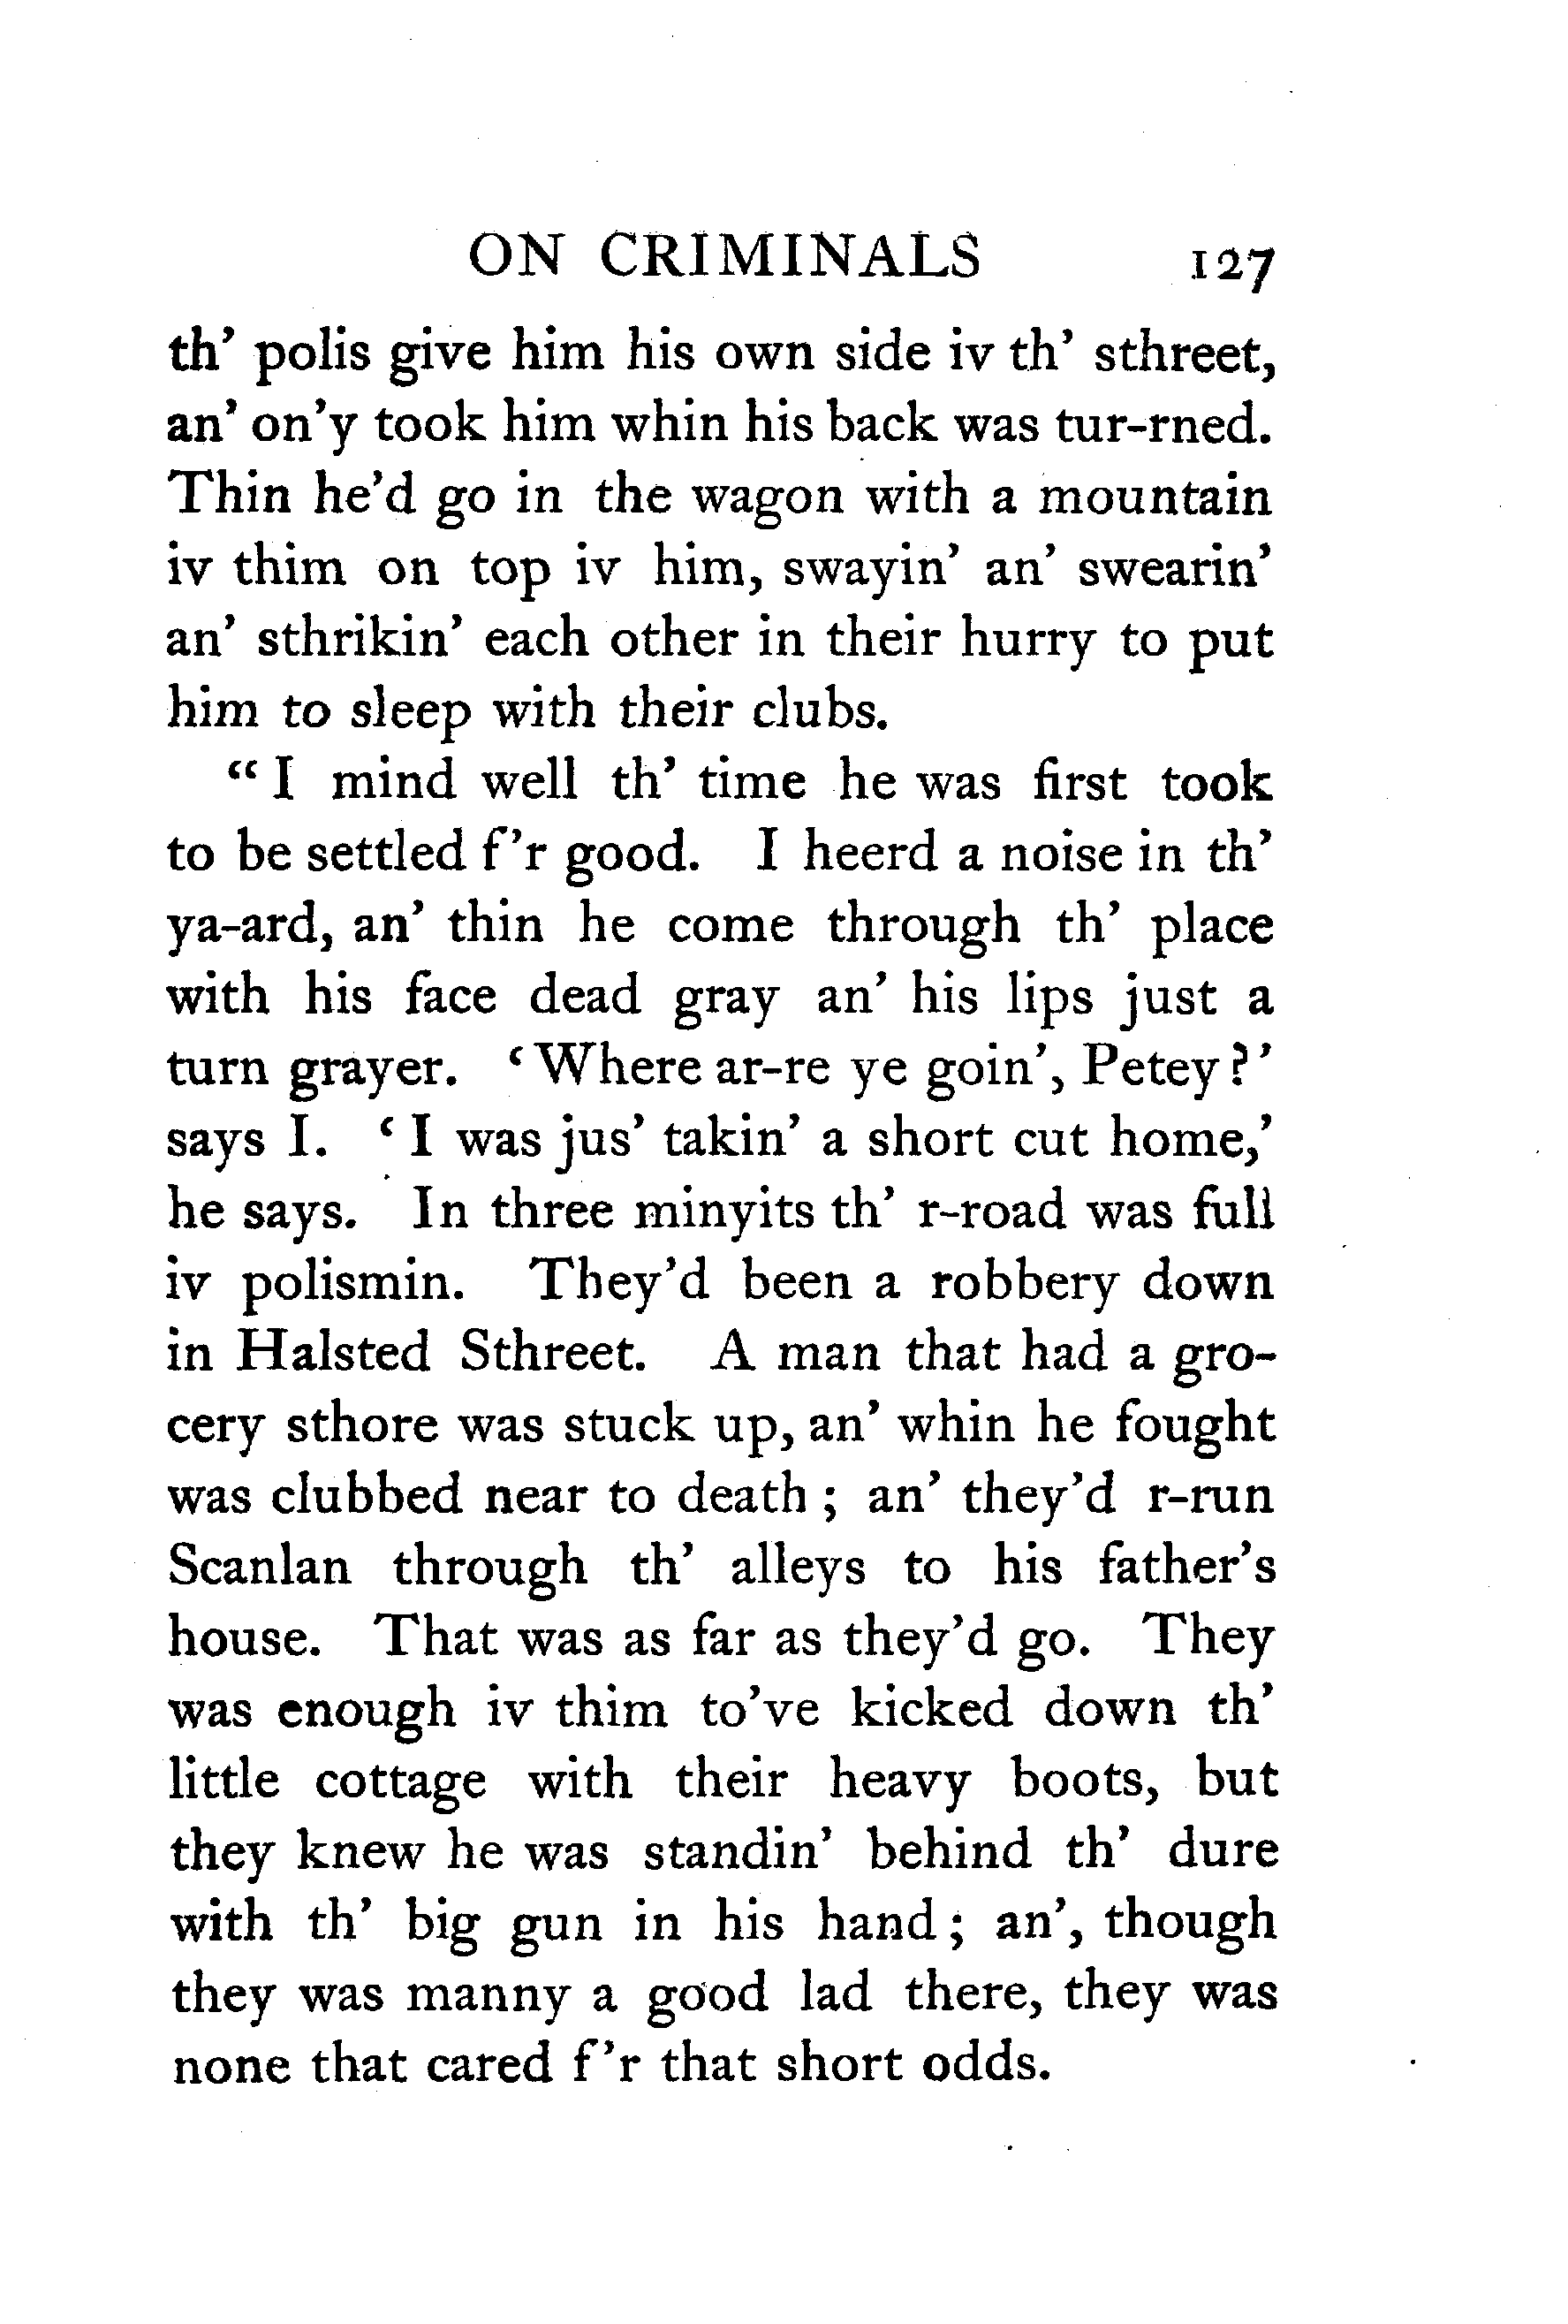 ON CRIMINALS 127
th' polis give him his own side iv th' sthreet,
an' on'y took him whin his back was tur-rned.
Thin he'd go in the wagon with a mountain
iv thim on top iv him, swayin' an' swearin'
an' sthrikin' each other in their hurry to put
him to sleep with their clubs.
“I mind well th' time he was first took
to be settled f'r good. I heerd a noise in th'
ya-ard, an' thin he come through th' place
with his face dead gray an' his lips just a
turn grayer. ‘Where ar-re ye goin', Petey?’
says I. ‘I was jus' takin' a short cut home,’
he says. In three minyits th' r-road was full
iv polismin. They'd been a robbery down
in Halsted Sthreet. A man that had a gro-
cery sthore was stuck up, an' whin he fought
was clubbed near to death; an' they'd r-run
Scanlan through th' alleys to his father's
house. That was as far as they'd go. They
was enough iv thim to've kicked down th'
little cottage with their heavy boots, but
they knew he was standin' behind th' dure
with th' big gun in his hand; an', though
they was manny a good lad there, they was
none that cared f'r that short odds.